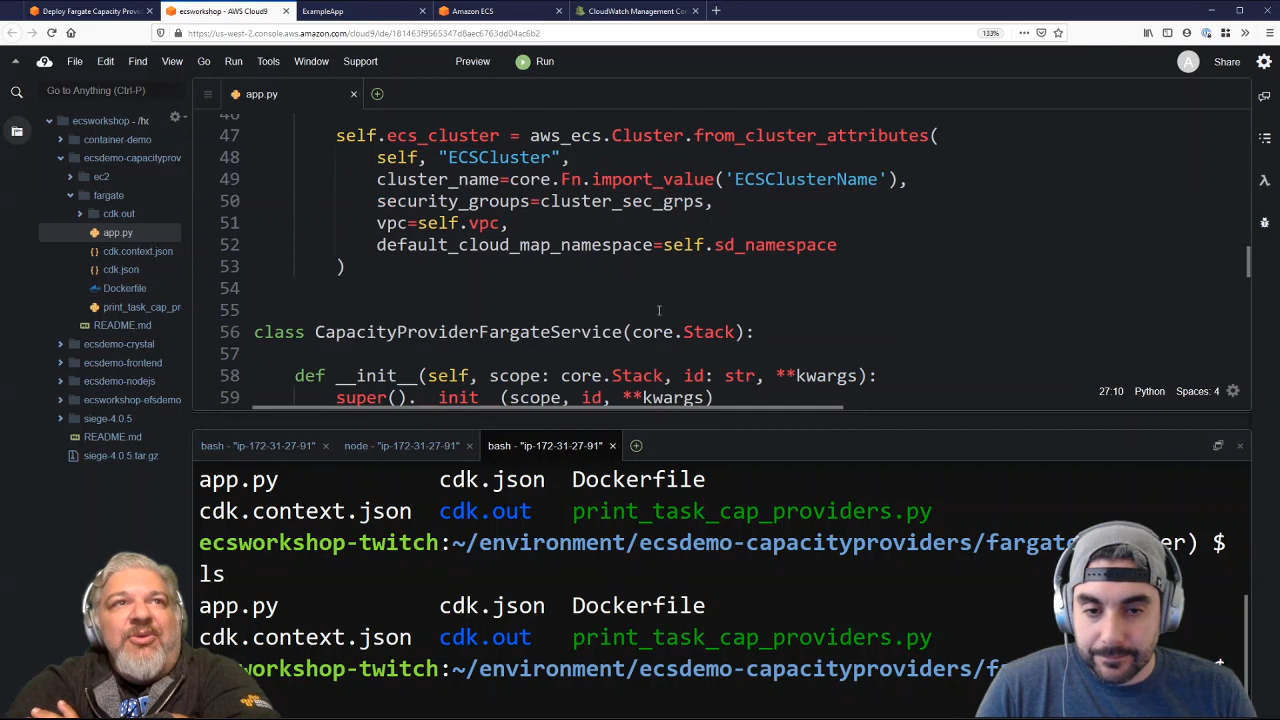 Deploy Fargate Capacity Provi
ecsworkshop - AWS Cloud9
ExampleApp
Amazon ECS
CloudWatch Management Co
https://us-west-2.console.aws.amazon.com/cloud9/ide/181463f9565347d8aec6763dd04ac6b2
133%
File Edit Find View Go Run Tools Window Support Preview Run
A
Share
Go to Anything (Ctrl-P)
app.py
ecsworkshop - /hc
container-demo
ecsdemo-capacityprov
ec2
fargate
cdk.out
app.py
cdk.context.json
cdk.json
Dockerfile
print_task_cap_pr
README.md
ecsdemo-crystal
ecsdemo-frontend
ecsdemo-nodejs
ecsworkshop-efsdemo
siege-4.0.5
README.md
siege-4.0.5.tar.gz
46
47 self.ecs_cluster = aws_ecs.Cluster.from_cluster_attributes(
48 self, "ECSCluster",
49 cluster_name=core.Fn.import_value('ECSClusterName'),
50 security_groups=cluster_sec_grps,
51 vpc=self.vpc,
52 default_cloud_map_namespace=self.sd_namespace
53 )
54
55
56 class CapacityProviderFargateService(core.Stack):
57
58 def __init__(self, scope: core.Stack, id: str, **kwargs):
59 super().__init__(scope, id, **kwargs)
27:10 Python Spaces: 4
bash - "ip-172-31-27-91"
node - "ip-172-31-27-91"
bash - "ip-172-31-27-91"
app.py cdk.json Dockerfile
cdk.context.json cdk.out print_task_cap_providers.py
ecsworkshop-twitch:~/environment/ecsdemo-capacityproviders/fargate er) $
ls
app.py cdk.json Dockerfile
cdk.context.json cdk.out print_task_cap_providers.py
workshop-twitch:~/environment/ecsdemo-capacityproviders/fa $
aws